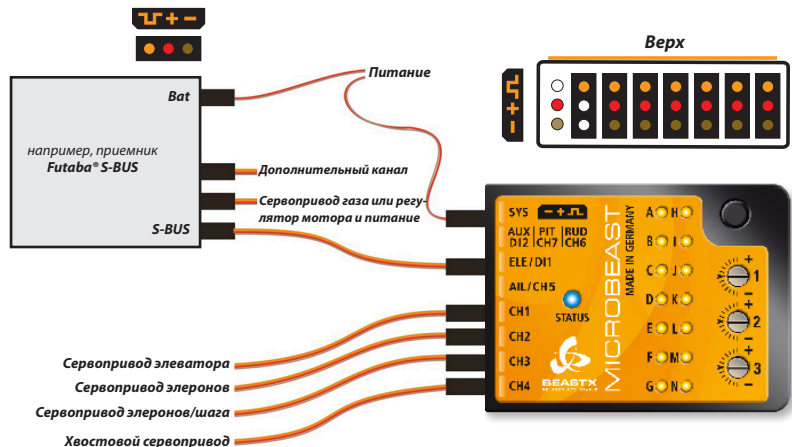 Верх
Питание
Bat
например, приемник
Futaba® S-BUS
Дополнительный канал
Сервопривод газа или регу-
лятор мотора и питание
S-BUS
SYS
AUX | PIT | RUD
DI2 | CH7 | CH6
ELE/DI1
AIL/CH5
CH1
CH2
CH3
CH4
STATUS
BEASTX
MICROBEAST
MADE IN GERMANY
A H
B I
C J
D K
E L
F M
G N
+ 1 -
+ 2 -
+ 3 -
Сервопривод элеватора
Сервопривод элеронов
Сервопривод элеронов/шага
Хвостовой сервопривод